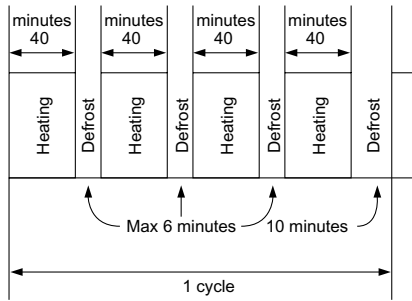 minutes
40
minutes
40
minutes
40
minutes
40
Heating
Defrost
Heating
Defrost
Heating
Defrost
Heating
Defrost
Max 6 minutes
10 minutes
1 cycle